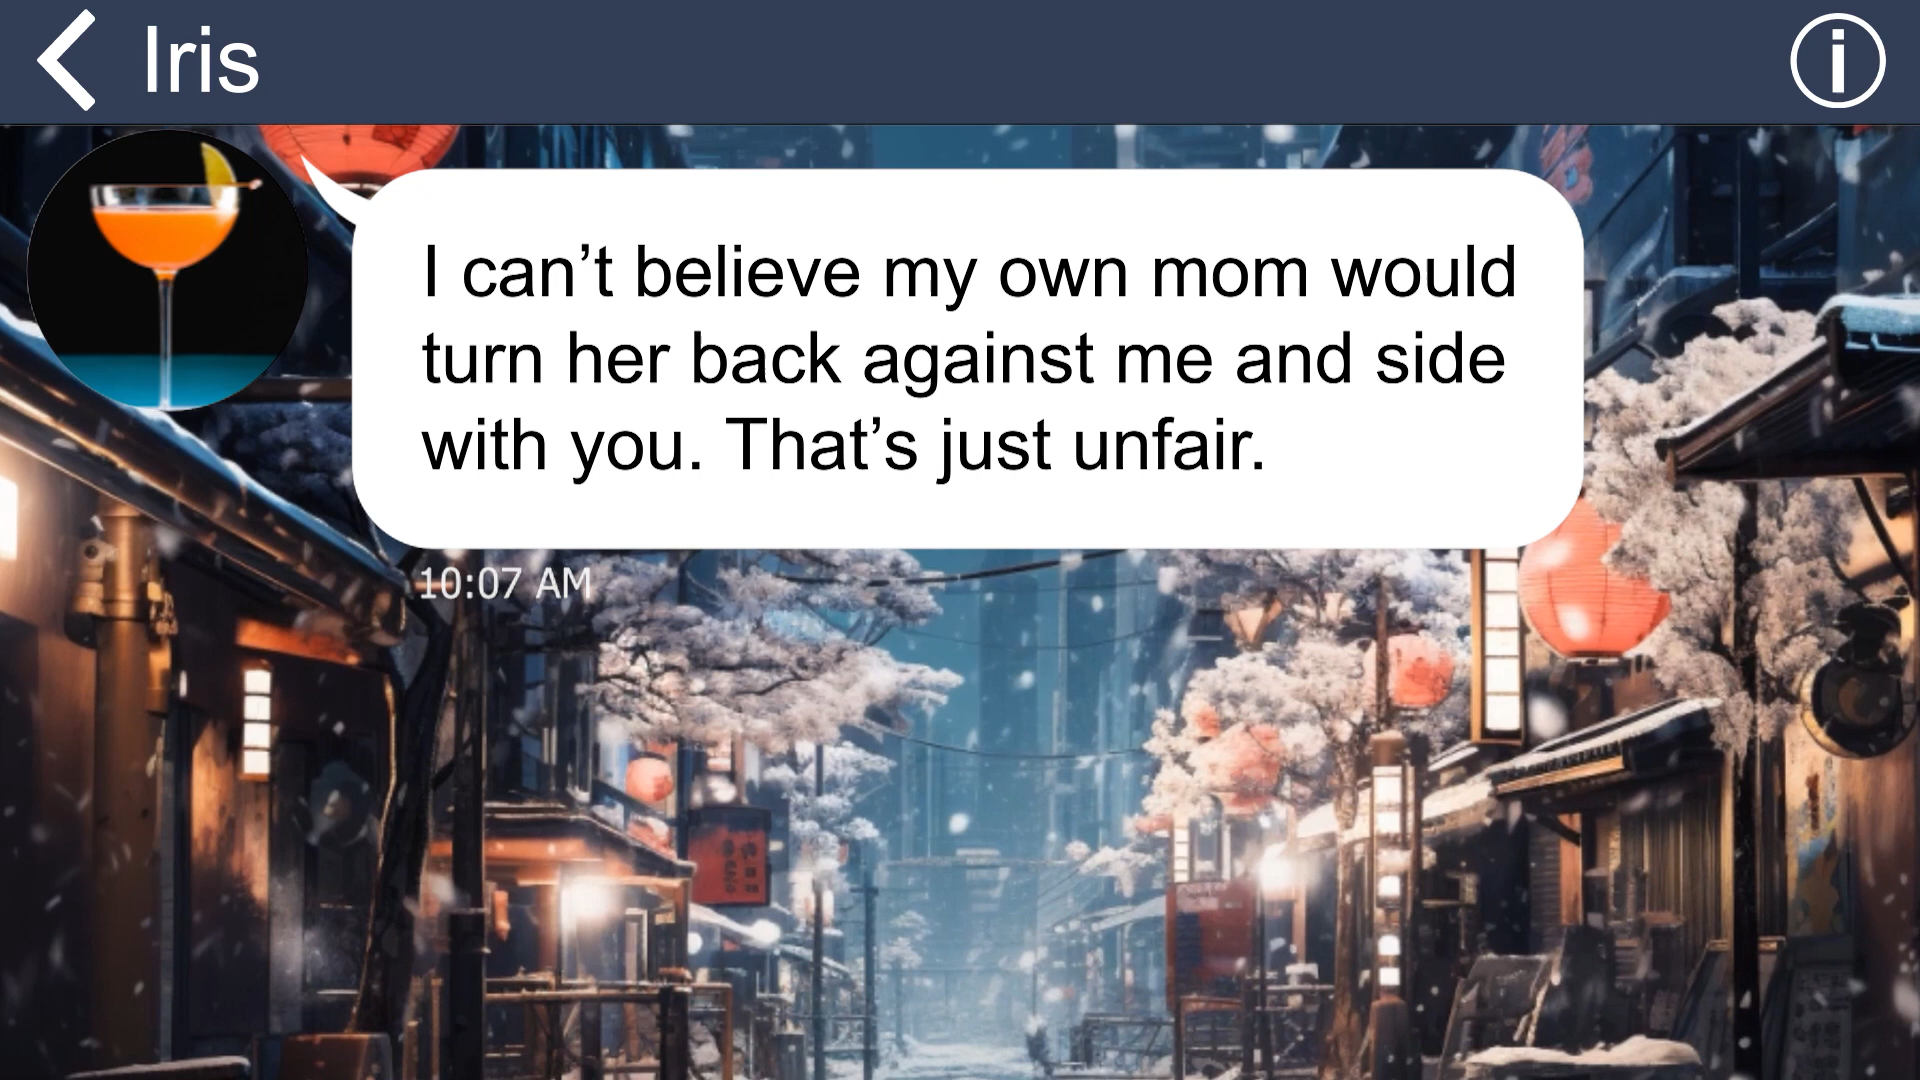 Iris
I can’t believe my own mom would
turn her back against me and side
with you. That’s just unfair.
10:07 AM